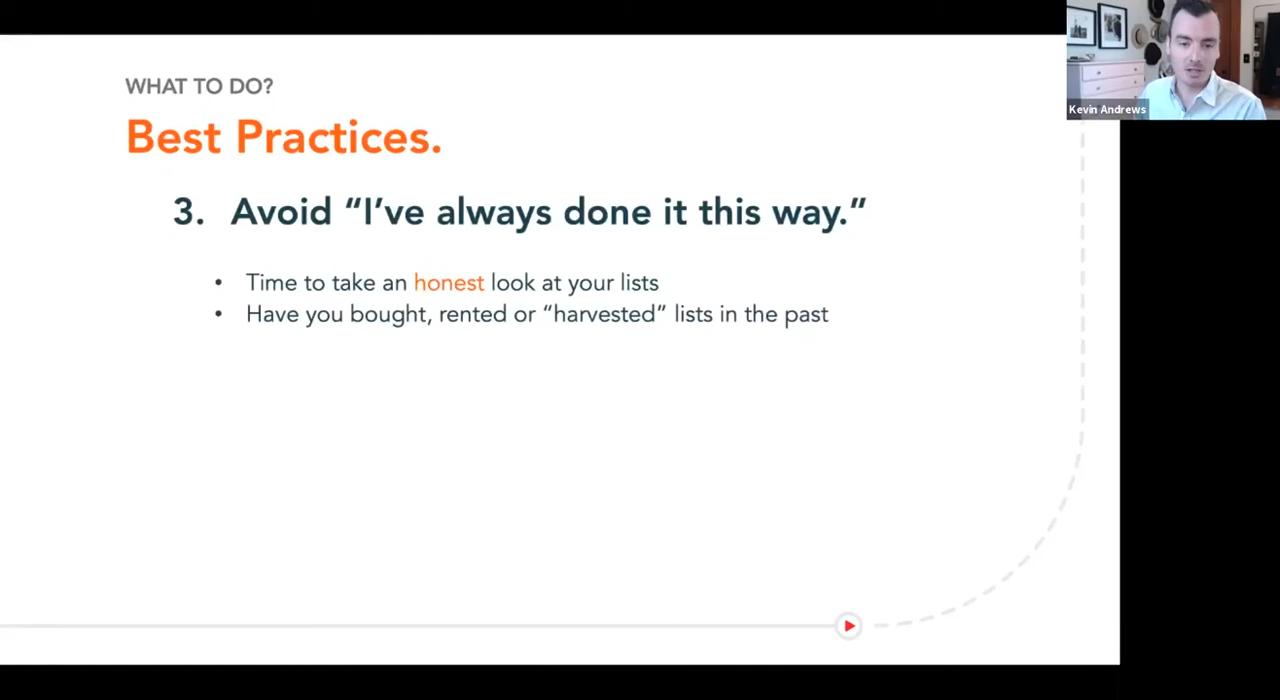 WHAT TO DO?
Best Practices.
3. Avoid “I’ve always done it this way.”
• Time to take an honest look at your lists
• Have you bought, rented or “harvested” lists in the past
Kevin Andrews